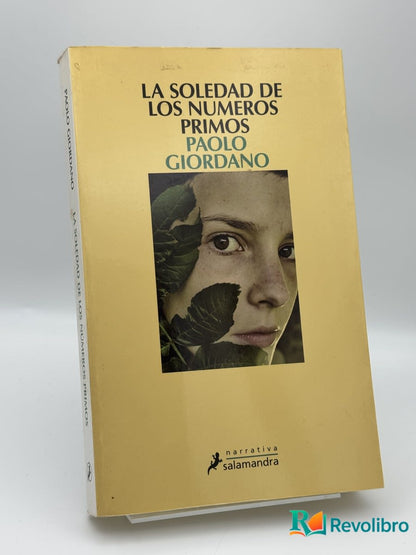 LA SOLEDAD DE
LOS NUMEROS
PRIMOS
PAOLO
GIORDANO
narrativa
salamandra
PAOLO GIORDANO
LA SOLEDAD DE LOS NUMEROS PRIMOS
Revolibro